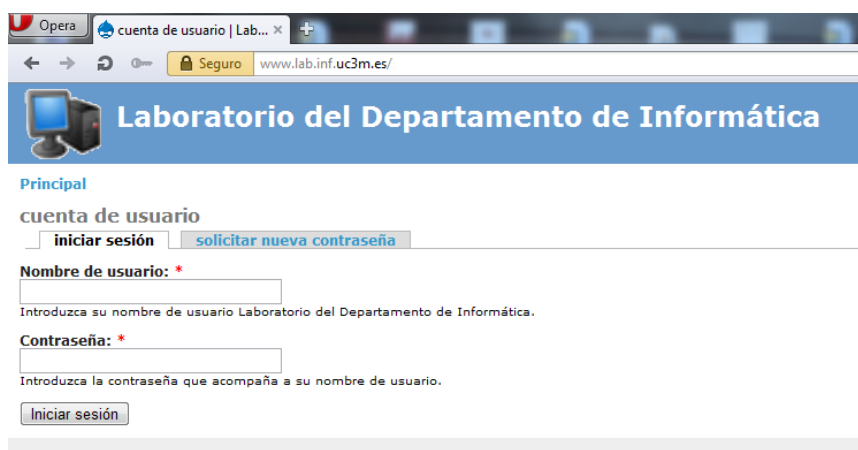 Opera
cuenta de usuario | Lab...
Seguro www.lab.inf.uc3m.es/
Laboratorio del Departamento de Informática
Principal
cuenta de usuario
iniciar sesión solicitar nueva contraseña
Nombre de usuario: *
Introduzca su nombre de usuario Laboratorio del Departamento de Informática.
Contraseña: *
Introduzca la contraseña que acompaña a su nombre de usuario.
Iniciar sesión